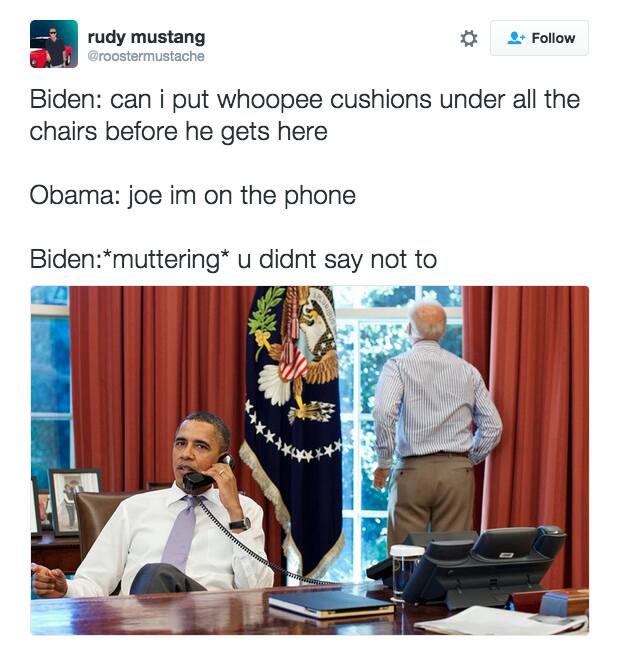 rudy mustang
@roostermustache
Follow
Biden: can i put whoopee cushions under all the
chairs before he gets here
Obama: joe im on the phone
Biden:*muttering* u didnt say not to